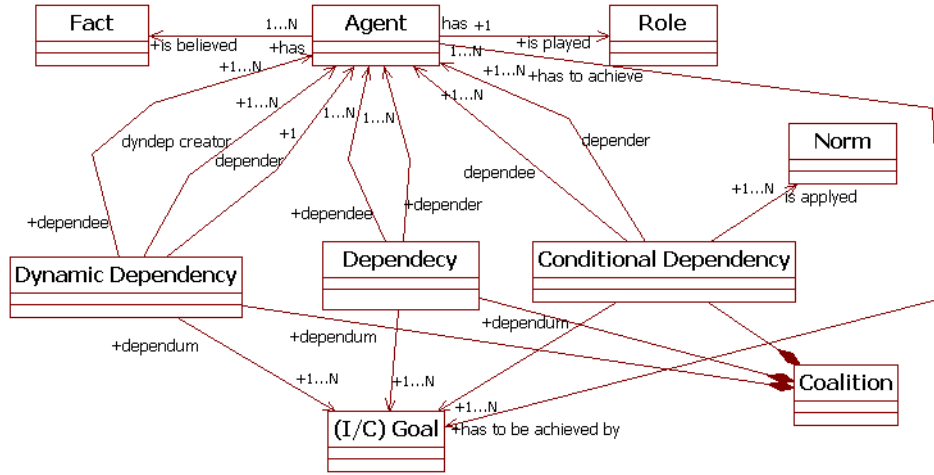 Fact
1...N
Agent
has +1
Role
+is believed
+has
+is played
1...N
+has to achieve
+1...N
+1...N
+1...N
+1...N
1...N
1...N
+1
dyndep creator
depender
depender
dependee
Norm
+1...N
is applyed
+dependee
+dependee
+depender
Dynamic Dependency
Dependecy
Conditional Dependency
+dependum
+dependum
+dependum
Coalition
+1...N
+1...N
+1...N
(I/C) Goal
+has to be achieved by